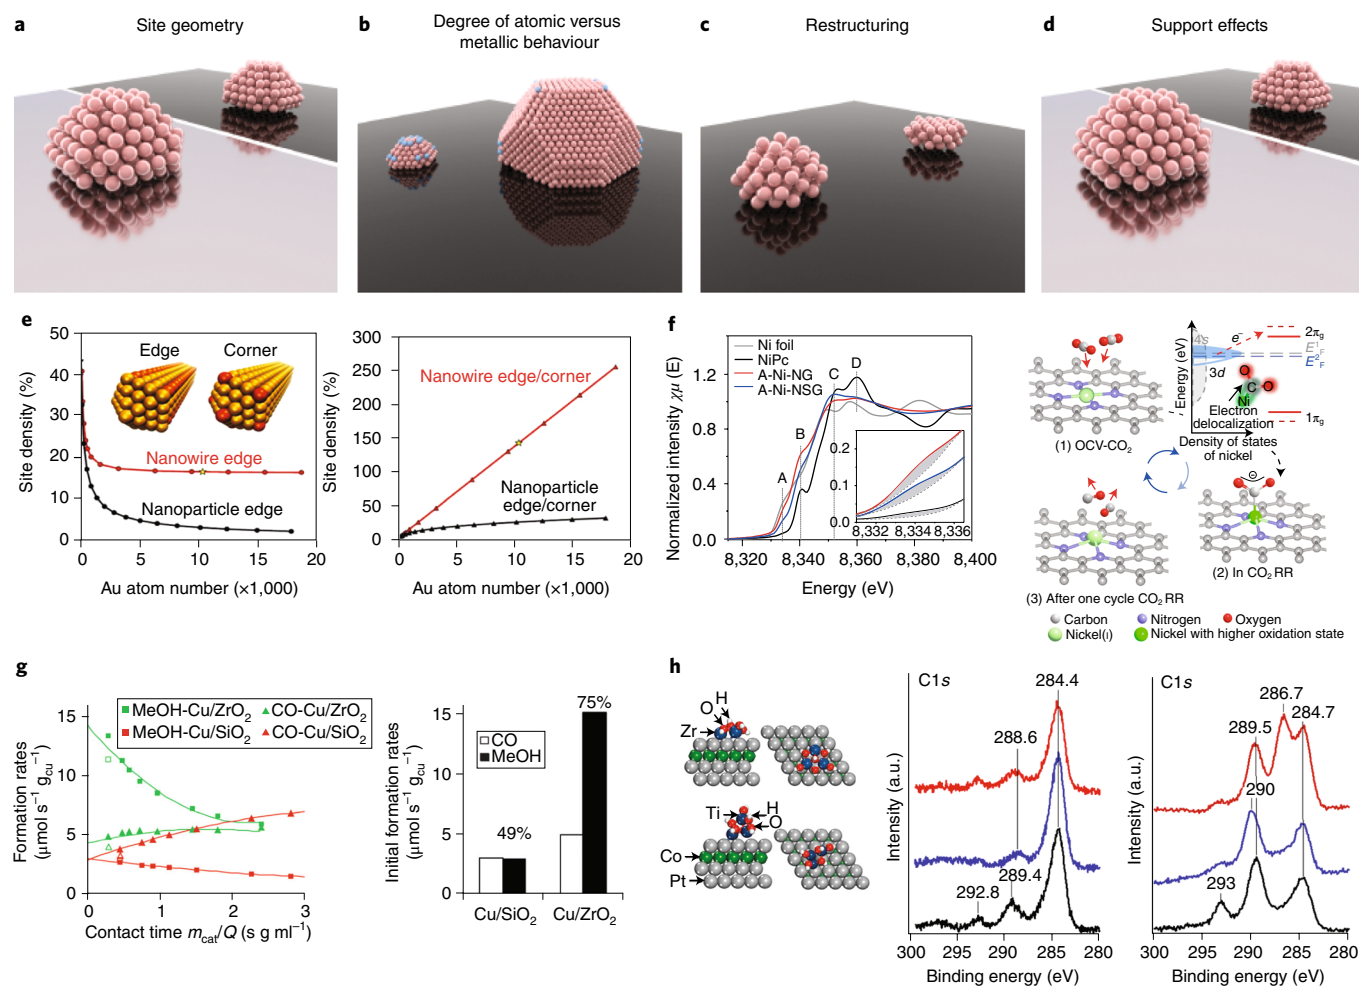 a Site geometry
b Degree of atomic versus
metallic behaviour
c Restructuring
d Support effects
e
50
40
30
20
10
0
Site density (%)
Edge Corner
Nanowire edge
Nanoparticle edge
0 5 10 15 20
Au atom number (×1,000)
300
250
200
150
100
50
0
Site density (%)
Nanowire edge/corner
Nanoparticle
edge/corner
0 5 10 15 20
Au atom number (×1,000)
f
Normalized intensity χμ (E)
1.2
0.8
0.4
0.0
Ni foil
NiPc
A-Ni-NG
A-Ni-NSG
A B C D
0.2
0.1
0.0
8,332 8,334 8,336
8,320 8,340 8,360 8,380 8,400
Energy (eV)
(1) OCV-CO2
Energy (eV)
4s
3d
e−
2πg
E1F
E2F
1πg
O C O
Ni
Electron
delocalization
Density of states
of nickel
⊖
(2) In CO2 RR
(3) After one cycle CO2 RR
Carbon Nitrogen Oxygen
Nickel(I) Nickel with higher oxidation state
g
Formation rates
(μmol s−1 gcu−1)
15
10
5
0
MeOH-Cu/ZrO2 CO-Cu/ZrO2
MeOH-Cu/SiO2 CO-Cu/SiO2
0 1 2 3
Contact time mcat/Q (s g ml−1)
Initial formation rates
(μmol s−1 gcu−1)
15
10
5
0
CO
MeOH
49%
75%
Cu/SiO2 Cu/ZrO2
h
H
O
Zr
Ti H
O
Co
Pt
C1s
284.4
288.6
289.4
292.8
Intensity (a.u.)
300 295 290 285 280
Binding energy (eV)
C1s
286.7
289.5 284.7
290
293
Intensity (a.u.)
300 295 290 285 280
Binding energy (eV)